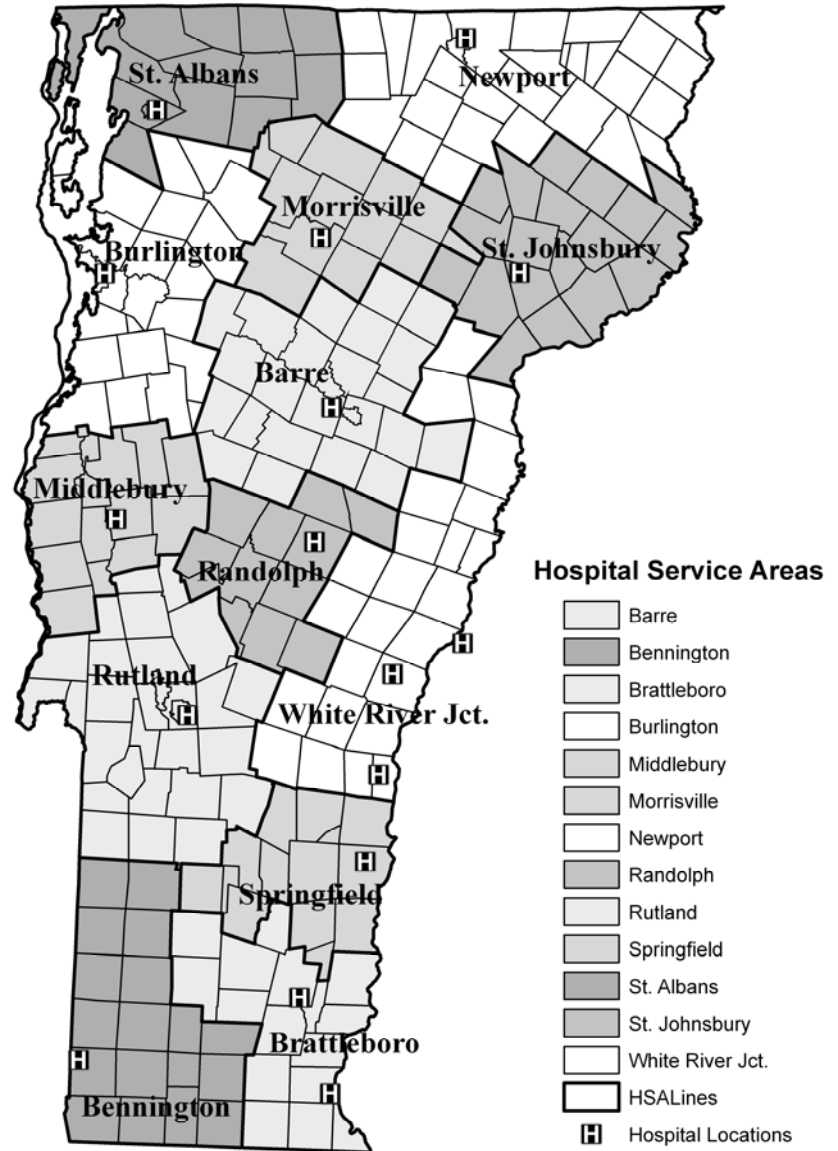 St. Albans
H
H
Newport
Morrisville
H
Burlington
H
St. Johnsbury
H
Barre
H
Middlebury
H
H
Randolph
H
Rutland
H
H
White River Jct.
H
H
Springfield
H
Brattleboro
H
Bennington
H
Hospital Service Areas
Barre
Bennington
Brattleboro
Burlington
Middlebury
Morrisville
Newport
Randolph
Rutland
Springfield
St. Albans
St. Johnsbury
White River Jct.
HSALines
H Hospital Locations